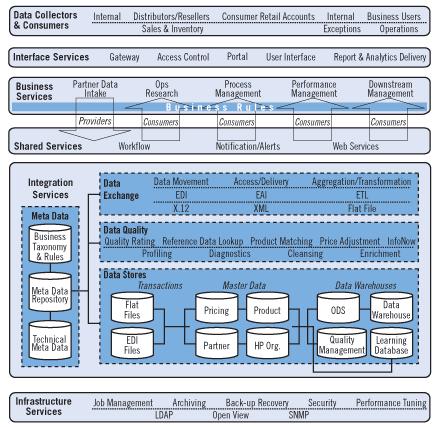 Data Collectors & Consumers
Internal Distributors/Resellers Consumer Retail Accounts Internal Business Users
Sales & Inventory Exceptions Operations
Interface Services Gateway Access Control Portal User Interface Report & Analytics Delivery
Business Services
Partner Data Intake
Ops Research
Process Management
Performance Management
Downstream Management
Business Rules
Providers Consumers Consumers Consumers Consumers
Shared Services Workflow Notification/Alerts Web Services
Integration Services
Meta Data
Business Taxonomy & Rules
Meta Data Repository
Technical Meta Data
Data Exchange
Data Movement Access/Delivery Aggregation/Transformation
EDI EAI ETL
X.12 XML Flat File
Data Quality
Quality Rating Reference Data Lookup Product Matching Price Adjustment InfoNow
Profiling Diagnostics Cleansing Enrichment
Data Stores
Transactions Master Data Data Warehouses
Flat Files
Pricing
Product
ODS
Data Warehouse
EDI Files
Partner
HP Org.
Quality Management
Learning Database
Infrastructure Services
Job Management Archiving Back-up Recovery Security Performance Tuning
LDAP Open View SNMP